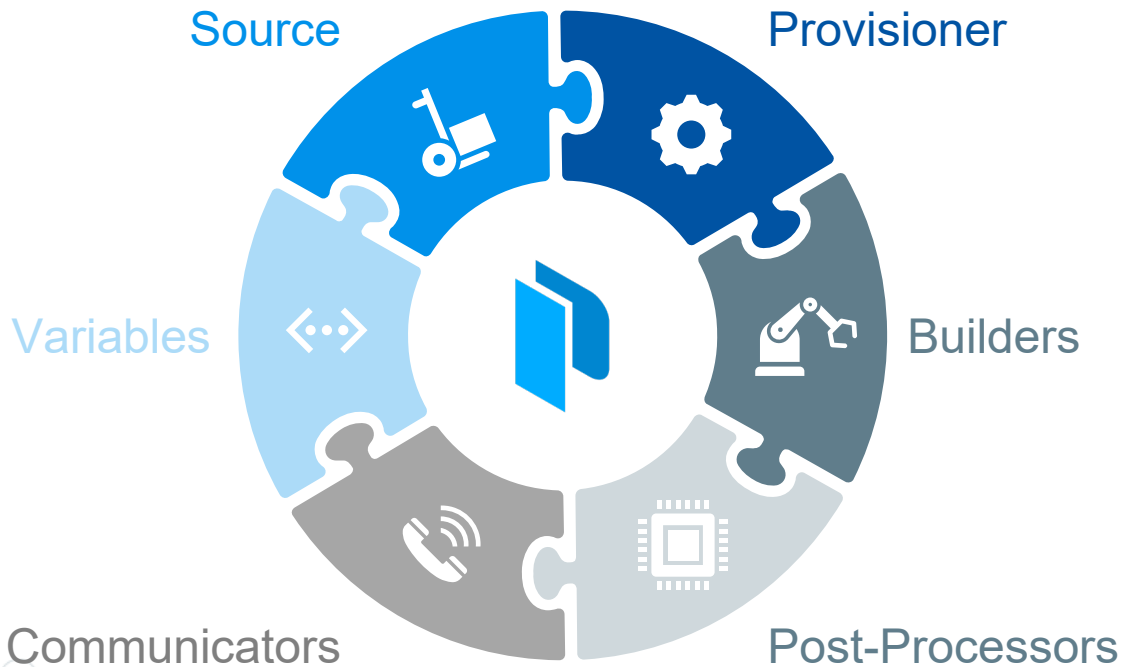 Source
Provisioner
Variables
Builders
Communicators
Post-Processors